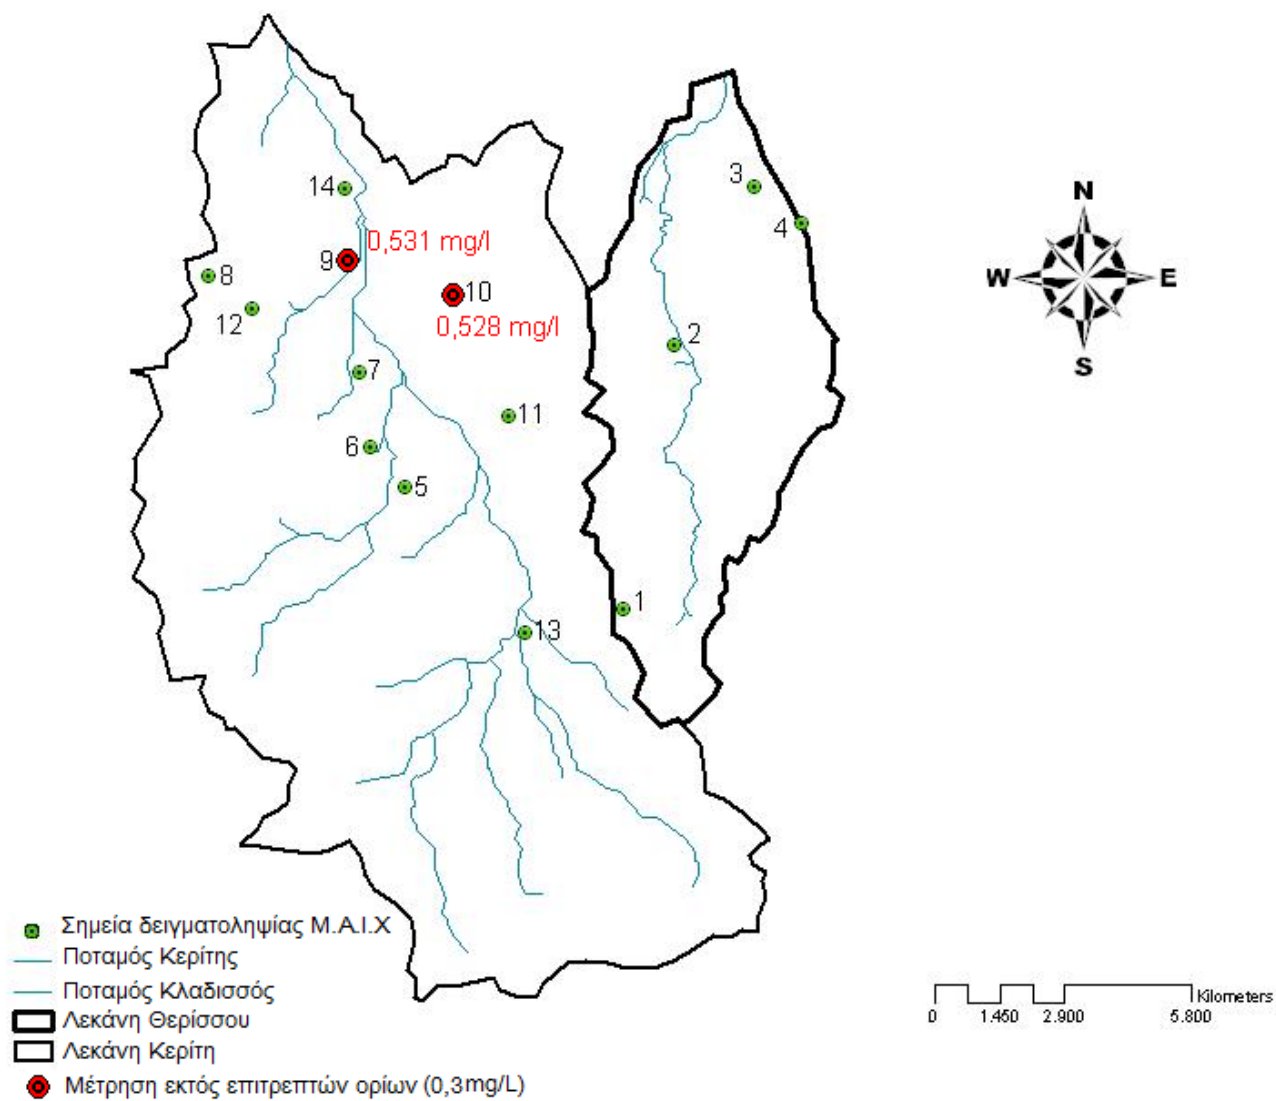 3
N
14
4
0,531 mg/l
9
8
W
E
10
12
0,528 mg/l
2
S
7
11
6
5
1
13
Σημεία δειγματοληψίας Μ.Α.Ι.Χ
Ποταμός Κερίτης
Ποταμός Κλαδισσός
Λεκάνη Θερίσσου
Λεκάνη Κερίτη
Μέτρηση εκτός επιτρεπτών ορίων (0,3mg/L)
Kilometers
0 1.450 2.900 5.800